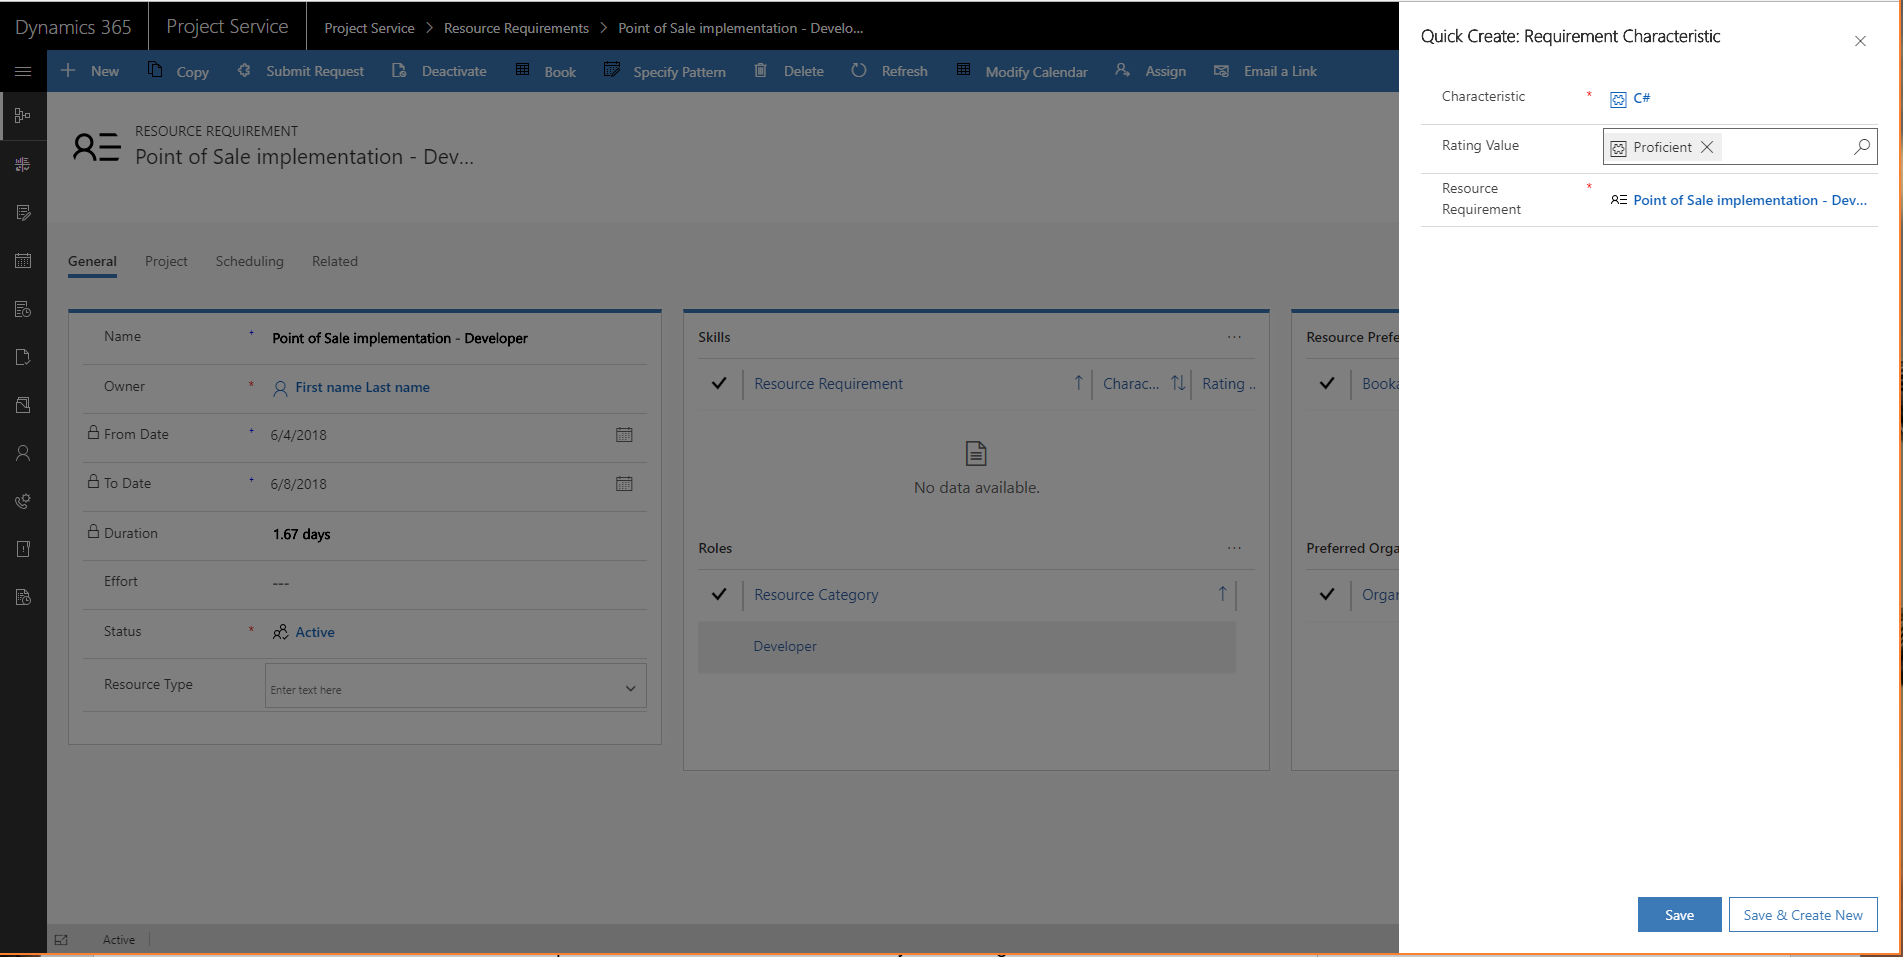 Dynamics 365
Project Service
Project Service > Resource Requirements > Point of Sale implementation - Develo...
New
Copy
Submit Request
Deactivate
Book
Specify Pattern
Delete
Refresh
Modify Calendar
Assign
Email a Link
RESOURCE REQUIREMENT
Point of Sale implementation - Dev...
General
Project
Scheduling
Related
Name
+
Point of Sale implementation - Developer
Owner
*
First name Last name
From Date
+
6/4/2018
To Date
+
6/8/2018
Duration
1.67 days
Effort
---
Status
*
Active
Resource Type
Enter text here
Skills
...
Resource Requirement
Charac...
Rating ..
No data available.
Roles
...
Resource Category
Developer
Resource Prefe
Booka
Preferred Orga
Organ
Active
Quick Create: Requirement Characteristic
Characteristic
*
C#
Rating Value
Proficient
Resource
Requirement
*
Point of Sale implementation - Dev...
Save
Save & Create New